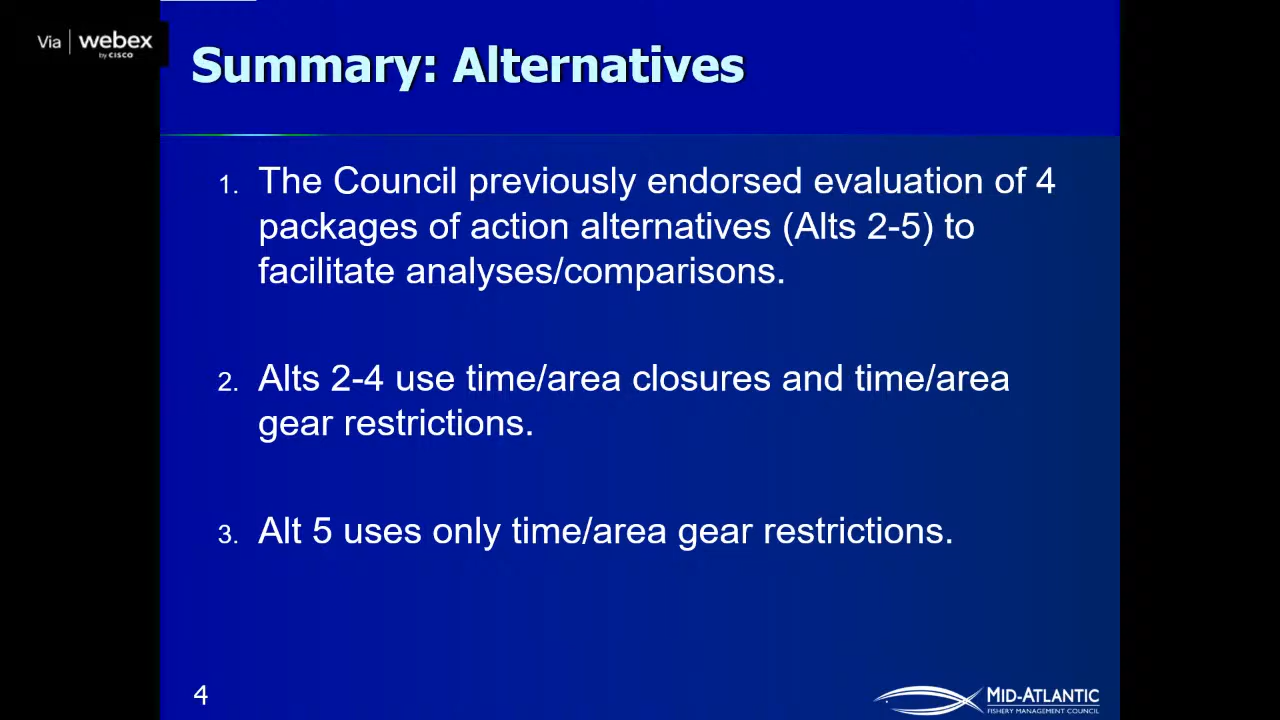 Via webex
by CISCO
Summary: Alternatives
1. The Council previously endorsed evaluation of 4
packages of action alternatives (Alts 2-5) to
facilitate analyses/comparisons.
2. Alts 2-4 use time/area closures and time/area
gear restrictions.
3. Alt 5 uses only time/area gear restrictions.
4
MID-ATLANTIC
FISHERY MANAGEMENT COUNCIL